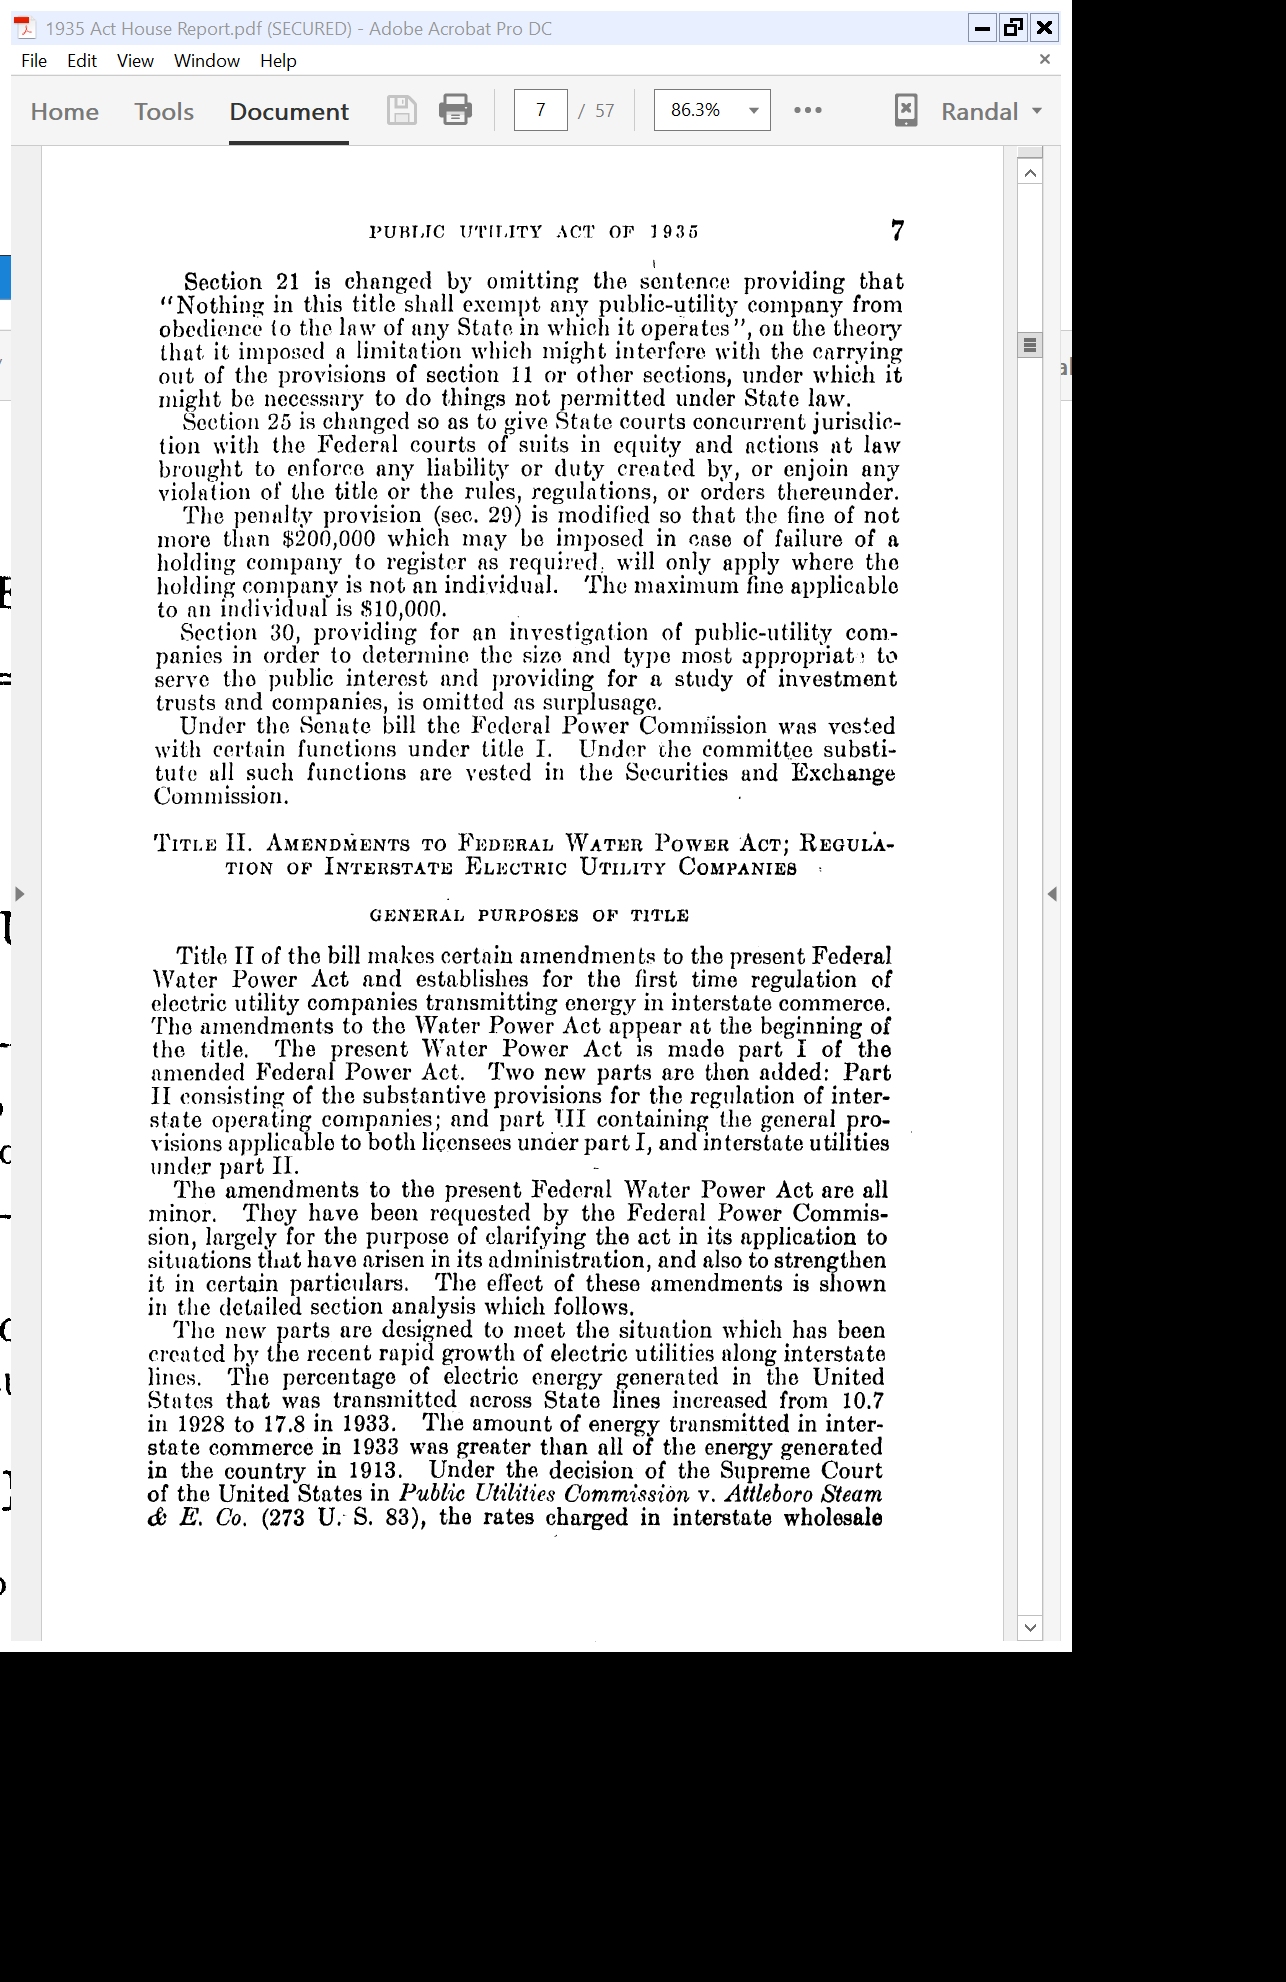 1935 Act House Report.pdf (SECURED) - Adobe Acrobat Pro DC
File Edit View Window Help
Home Tools Document 7 / 57 86.3% Randal
PUBLIC UTILITY ACT OF 1935 7
Section 21 is changed by omitting the sentence providing that
"Nothing in this title shall exempt any public-utility company from
obedience to the law of any State in which it operates", on the theory
that it imposed a limitation which might interfere with the carrying
out of the provisions of section 11 or other sections, under which it
might be necessary to do things not permitted under State law.
Section 25 is changed so as to give State courts concurrent jurisdic-
tion with the Federal courts of suits in equity and actions at law
brought to enforce any liability or duty created by, or enjoin any
violation of the title or the rules, regulations, or orders thereunder.
The penalty provision (sec. 29) is modified so that the fine of not
more than $200,000 which may be imposed in case of failure of a
holding company to register as required, will only apply where the
holding company is not an individual. The maximum fine applicable
to an individual is $10,000.
Section 30, providing for an investigation of public-utility com-
panies in order to determine the size and type most appropriate to
serve the public interest and providing for a study of investment
trusts and companies, is omitted as surplusage.
Under the Senate bill the Federal Power Commission was vested
with certain functions under title I. Under the committee substi-
tute all such functions are vested in the Securities and Exchange
Commission.
TITLE II. AMENDMENTS TO FEDERAL WATER POWER ACT; REGULA-
TION OF INTERSTATE ELECTRIC UTILITY COMPANIES
GENERAL PURPOSES OF TITLE
Title II of the bill makes certain amendments to the present Federal
Water Power Act and establishes for the first time regulation of
electric utility companies transmitting energy in interstate commerce.
The amendments to the Water Power Act appear at the beginning of
the title. The present Water Power Act is made part I of the
amended Federal Power Act. Two new parts are then added: Part
II consisting of the substantive provisions for the regulation of inter-
state operating companies; and part III containing the general pro-
visions applicable to both licensees under part I, and interstate utilities
under part II.
The amendments to the present Federal Water Power Act are all
minor. They have been requested by the Federal Power Commis-
sion, largely for the purpose of clarifying the act in its application to
situations that have arisen in its administration, and also to strengthen
it in certain particulars. The effect of these amendments is shown
in the detailed section analysis which follows.
The new parts are designed to meet the situation which has been
created by the recent rapid growth of electric utilities along interstate
lines. The percentage of electric energy generated in the United
States that was transmitted across State lines increased from 10.7
in 1928 to 17.8 in 1933. The amount of energy transmitted in inter-
state commerce in 1933 was greater than all of the energy generated
in the country in 1913. Under the decision of the Supreme Court
of the United States in Public Utilities Commission v. Attleboro Steam
& E. Co. (273 U. S. 83), the rates charged in interstate wholesale